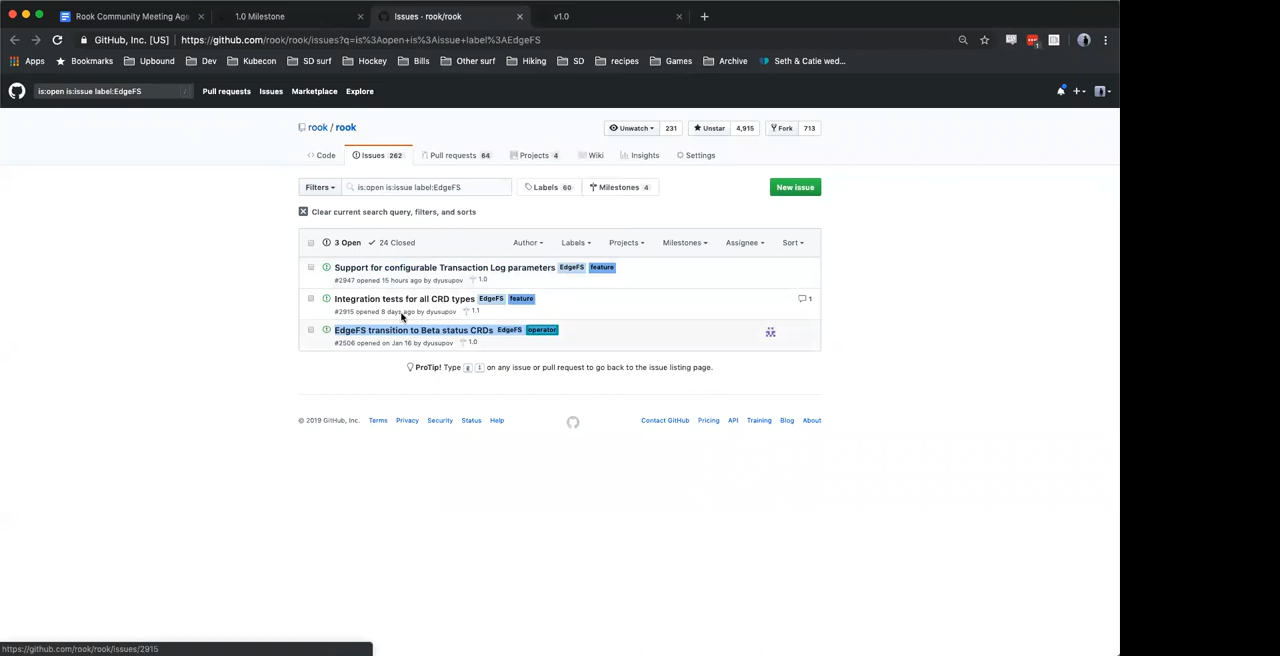 Rook Community Meeting Age
1.0 Milestone
Issues · rook/rook
v1.0
GitHub, Inc. [US] | https://github.com/rook/rook/issues?q=is%3Aopen+is%3Aissue+label%3AEdgeFS
Apps Bookmarks Upbound Dev Kubecon SD surf Hockey Bills Other surf Hiking SD recipes Games Archive Seth & Catie wed...
is:open is:issue label:EdgeFS / Pull requests Issues Marketplace Explore
rook / rook Unwatch 231 Unstar 4,915 Fork 713
Code Issues 262 Pull requests 64 Projects 4 Wiki Insights Settings
Filters is:open is:issue label:EdgeFS Labels 60 Milestones 4 New issue
Clear current search query, filters, and sorts
3 Open 24 Closed Author Labels Projects Milestones Assignee Sort
Support for configurable Transaction Log parameters EdgeFS feature
#2947 opened 15 hours ago by dyusupov 1.0
Integration tests for all CRD types EdgeFS feature 1
#2915 opened 8 days ago by dyusupov 1.1
EdgeFS transition to Beta status CRDs EdgeFS operator
#2506 opened on Jan 16 by dyusupov 1.0
ProTip! Type g i on any issue or pull request to go back to the issue listing page.
© 2019 GitHub, Inc. Terms Privacy Security Status Help Contact GitHub Pricing API Training Blog About
https://github.com/rook/rook/issues/2915